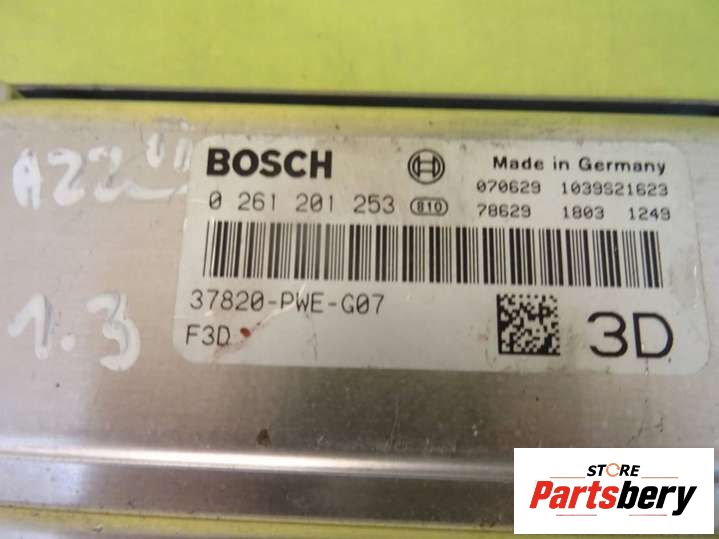 BOSCH
Made in Germany
0 261 201 253 810
070629 1039S21623
78629 1803 1249
37820-PWE-G07
F3D
3D
1.3
STORE
Partsbery